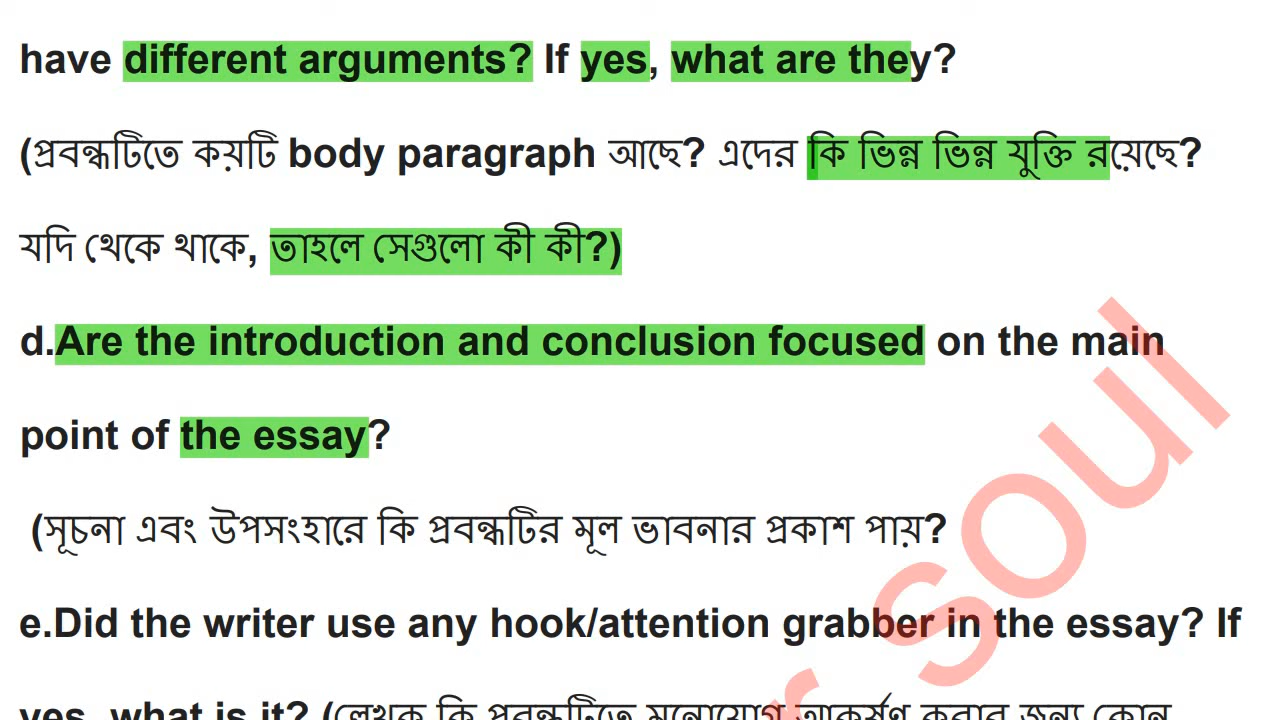 have different arguments? If yes, what are they?
(প্রবন্ধটিতে কয়টি body paragraph আছে? এদের কি ভিন্ন ভিন্ন যুক্তি রয়েছে?
যদি থেকে থাকে, তাহলে সেগুলো কী কী?)
d.Are the introduction and conclusion focused on the main
point of the essay?
(সূচনা এবং উপসংহারে কি প্রবন্ধটির মূল ভাবনার প্রকাশ পায়?
e.Did the writer use any hook/attention grabber in the essay? If
yes, what is it? (লেখক কি প্রবন্ধটিতে মনোযোগ আকর্ষণ করার জন্য কোন
r soul